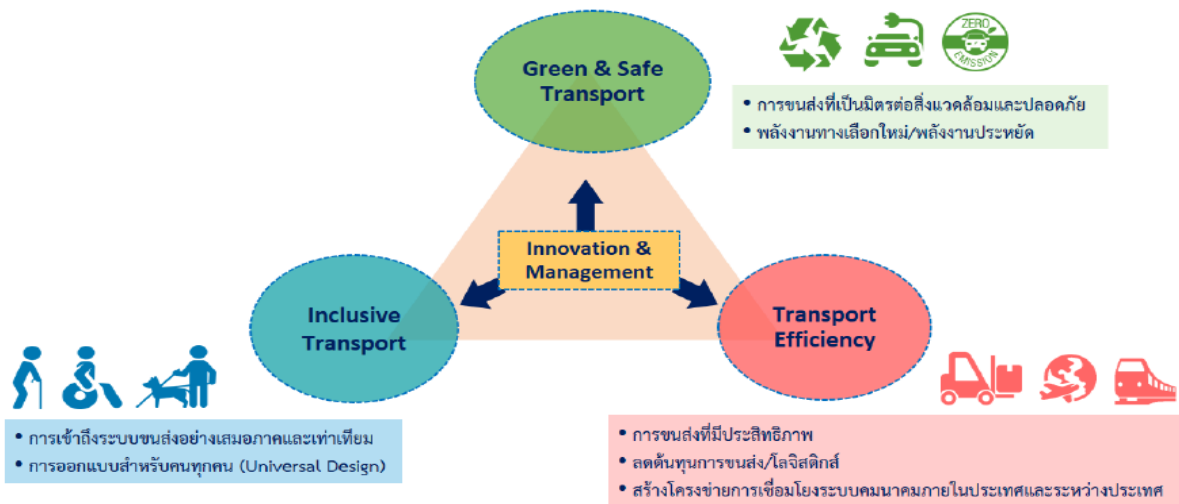 Green & Safe
Transport
ZERO
EMISSION
• การขนส่งที่เป็นมิตรต่อสิ่งแวดล้อมและปลอดภัย
• พลังงานทางเลือกใหม่/พลังงานประหยัด
Innovation &
Management
Inclusive
Transport
Transport
Efficiency
• การเข้าถึงระบบขนส่งอย่างเสมอภาคและเท่าเทียม
• การออกแบบสำหรับคนทุกคน (Universal Design)
• การขนส่งที่มีประสิทธิภาพ
• ลดต้นทุนการขนส่ง/โลจิสติกส์
• สร้างโครงข่ายการเชื่อมโยงระบบคมนาคมภายในประเทศและระหว่างประเทศ